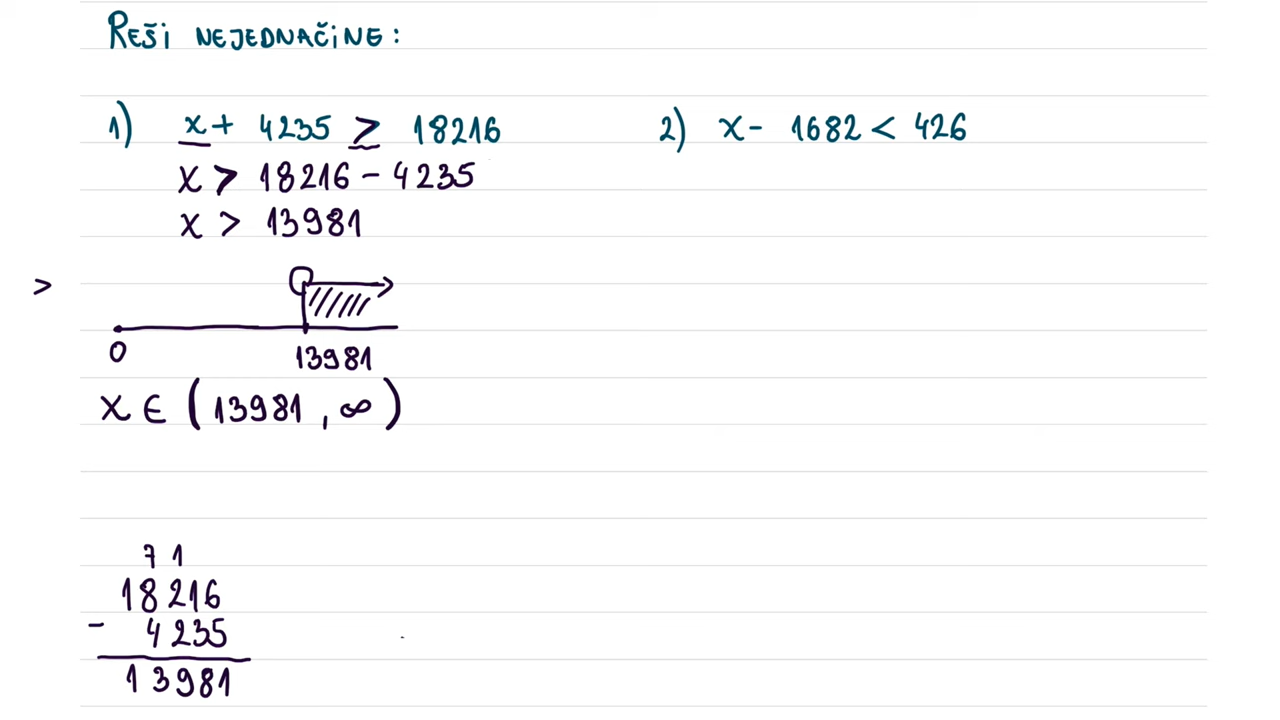 REŠI NEJEDNAČINE:
1) x + 4235 > 18216
2) x - 1682 < 426
x > 18216 - 4235
x > 13981
>
0 13981
x ∈ (13981, ∞)
7 1
18216
- 4235
13981